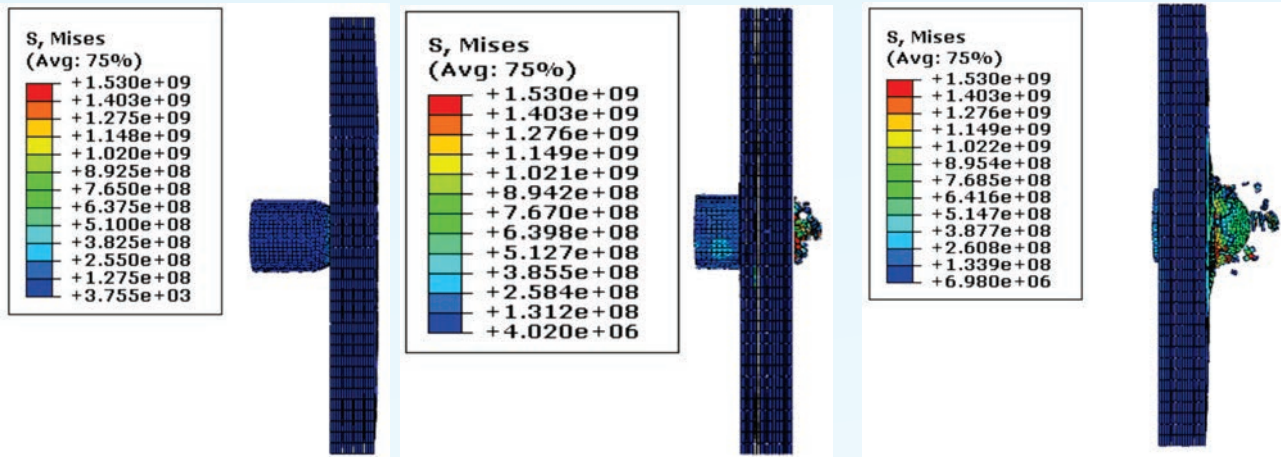 S, Mises
(Avg: 75%)
+1.530e+09
+1.403e+09
+1.275e+09
+1.148e+09
+1.020e+09
+8.925e+08
+7.650e+08
+6.375e+08
+5.100e+08
+3.825e+08
+2.550e+08
+1.275e+08
+3.755e+03
S, Mises
(Avg: 75%)
+1.530e+09
+1.403e+09
+1.276e+09
+1.149e+09
+1.021e+09
+8.942e+08
+7.670e+08
+6.398e+08
+5.127e+08
+3.855e+08
+2.584e+08
+1.312e+08
+4.020e+06
S, Mises
(Avg: 75%)
+1.530e+09
+1.403e+09
+1.276e+09
+1.149e+09
+1.022e+09
+8.954e+08
+7.685e+08
+6.416e+08
+5.147e+08
+3.877e+08
+2.608e+08
+1.339e+08
+6.980e+06